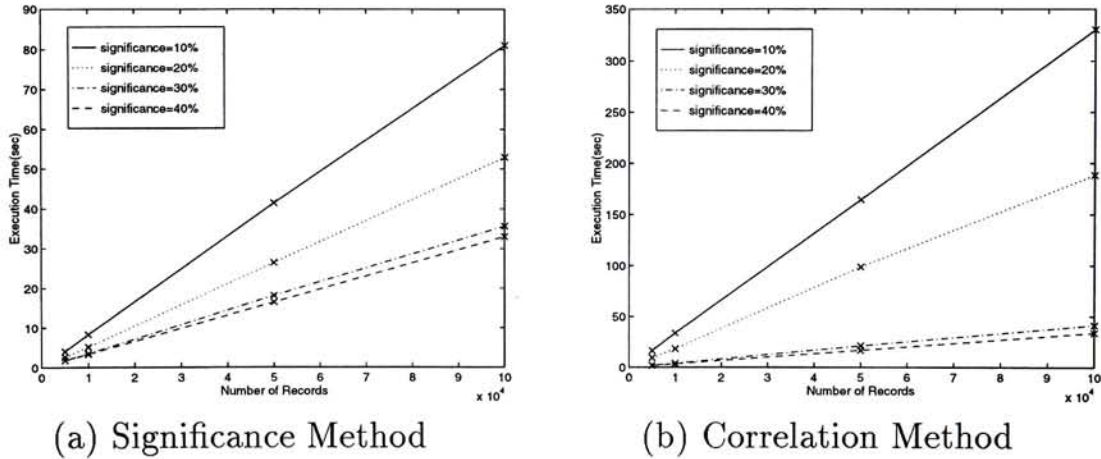 90
80
70
60
50
40
30
20
10
0
Execution Time(sec)
significance=10%
significance=20%
significance=30%
significance=40%
0 1 2 3 4 5 6 7 8 9 10
Number of Records
x 10^4
(a) Significance Method
350
300
250
200
150
100
50
0
Execution Time(sec)
significance=10%
significance=20%
significance=30%
significance=40%
0 1 2 3 4 5 6 7 8 9 10
Number of Records
x 10^4
(b) Correlation Method